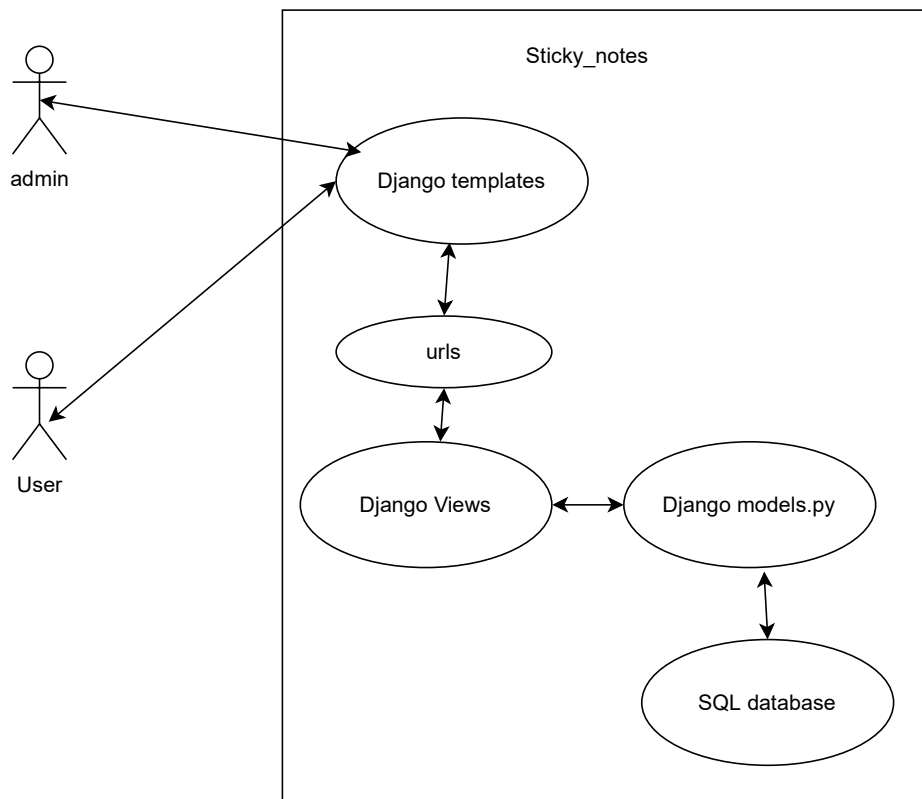 Sticky_notes
admin
Django templates
urls
User
Django Views
Django models.py
SQL database